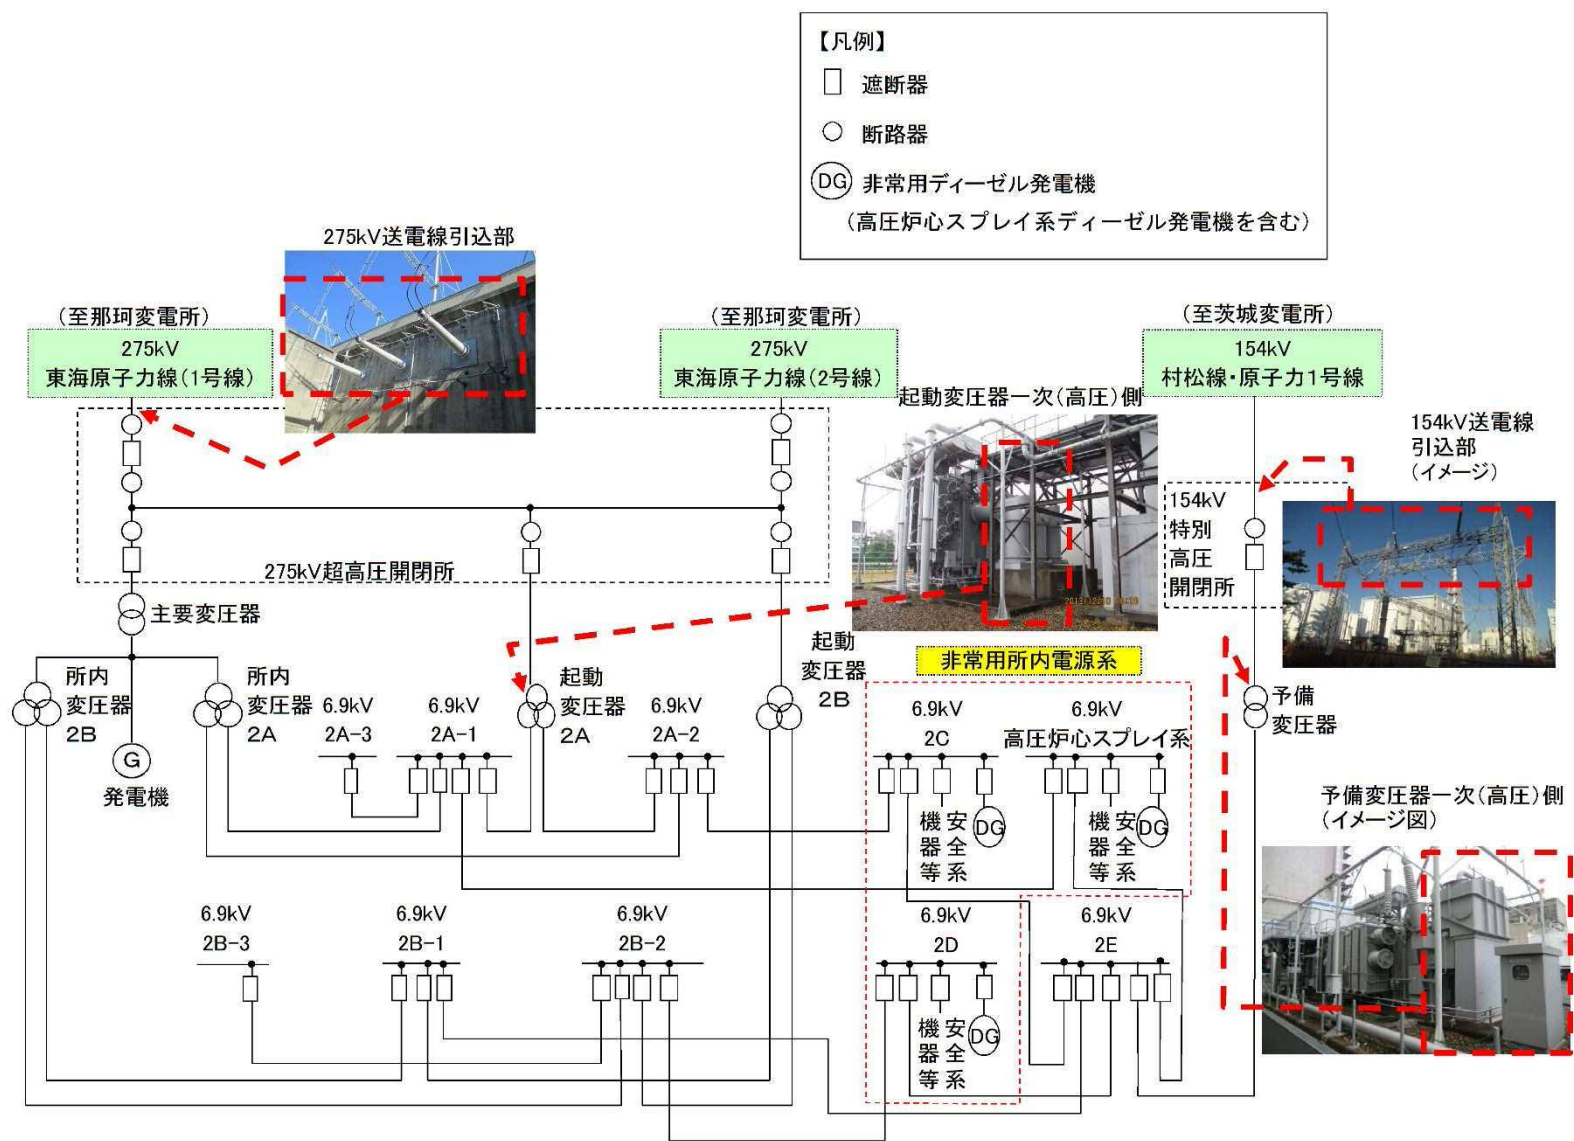 【凡例】
遮断器
断路器
DG 非常用ディーゼル発電機
(高圧炉心スプレイ系ディーゼル発電機を含む)
275kV送電線引込部
(至那珂変電所)
275kV
東海原子力線(1号線)
(至那珂変電所)
275kV
東海原子力線(2号線)
(至茨城変電所)
154kV
村松線・原子力1号線
起動変圧器一次(高圧)側
154kV送電線
引込部
(イメージ)
154kV
特別
高圧
開閉所
275kV超高圧開閉所
主要変圧器
所内
変圧器
2B
所内
変圧器
2A
G
発電機
起動
変圧器
2A
起動
変圧器
2B
非常用所内電源系
予備
変圧器
6.9kV
2A-3
6.9kV
2A-1
6.9kV
2A-2
6.9kV
2C
6.9kV
高圧炉心スプレイ系
安全系
機器等
DG
安全系
機器等
DG
予備変圧器一次(高圧)側
(イメージ図)
6.9kV
2B-3
6.9kV
2B-1
6.9kV
2B-2
6.9kV
2D
6.9kV
2E
安全系
機器等
DG